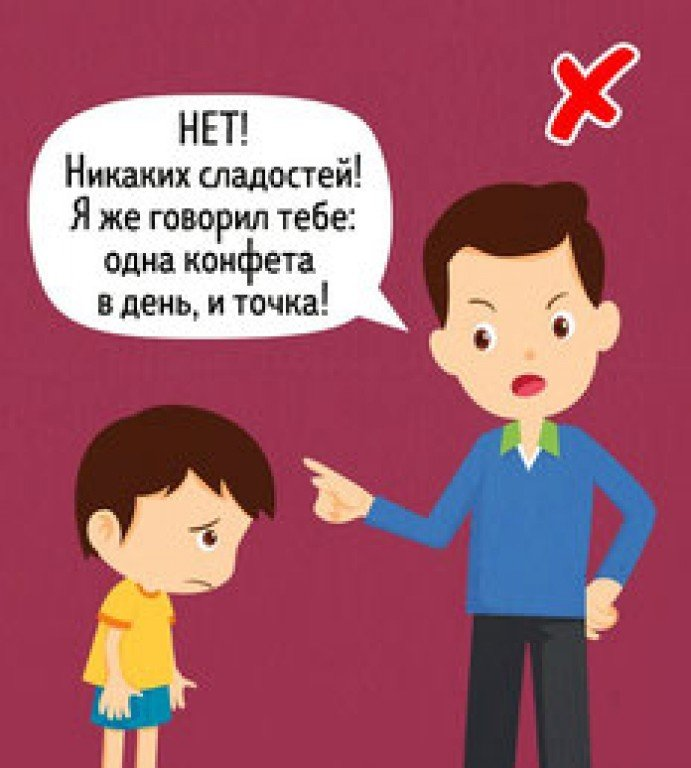 НЕТ!
Никаких сладостей!
Я же говорил тебе:
одна конфета
в день, и точка!